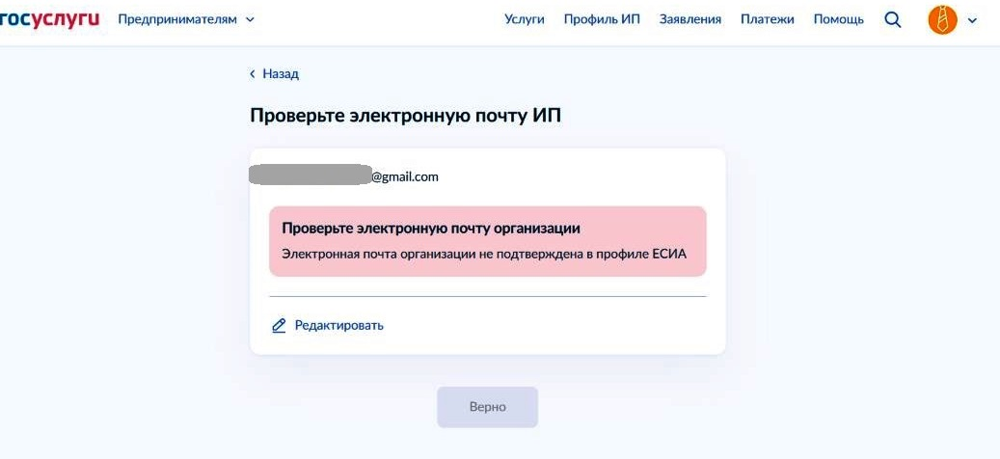 госуслуги Предпринимателям Услуги Профиль ИП Заявления Платежи Помощь
Назад
Проверьте электронную почту ИП
@gmail.com
Проверьте электронную почту организации
Электронная почта организации не подтверждена в профиле ЕСИА
Редактировать
Верно